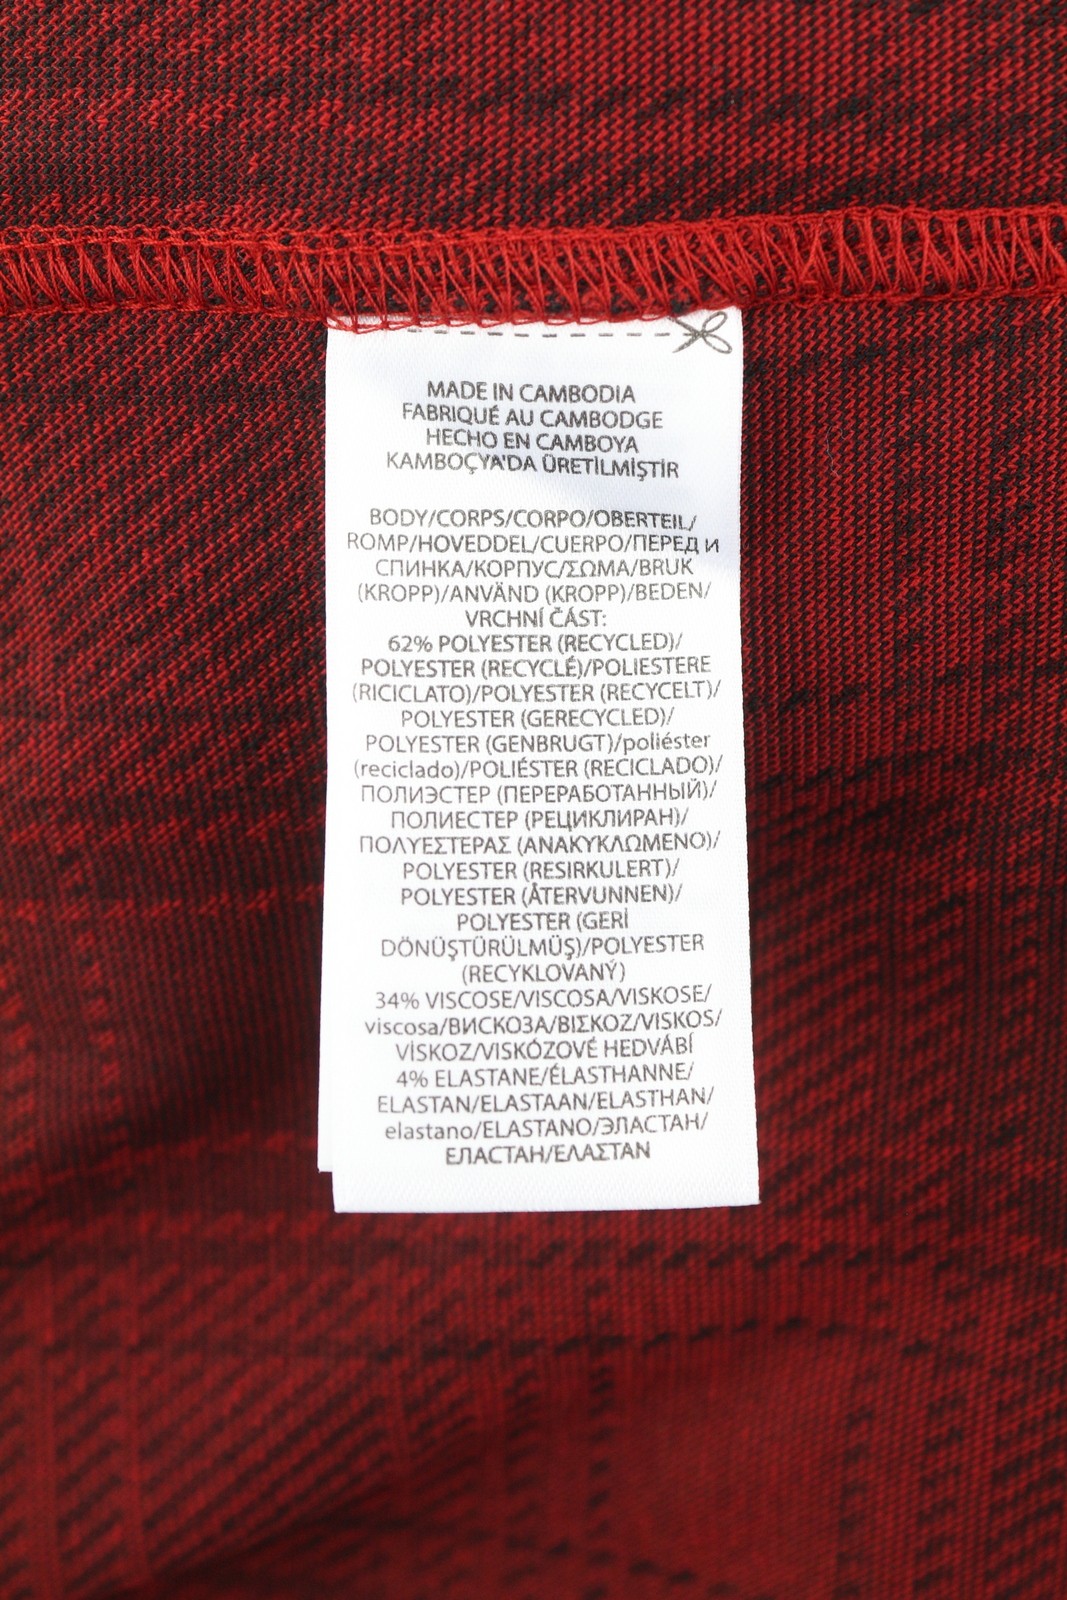 MADE IN CAMBODIA
FABRIQUÉ AU CAMBODGE
HECHO EN CAMBOYA
KAMBOÇYA'DA ÜRETİLMİŞTİR
BODY/CORPS/CORPO/OBERTEIL/
ROMP/HOVEDDEL/CUERPO/ПЕРЕД И
СПИНКА/КОРПУС/ΣΩΜΑ/BRUK
(KROPP)/ANVÄND (KROPP)/BEDEN/
VRCHNÍ ČÁST:
62% POLYESTER (RECYCLED)/
POLYESTER (RECYCLÉ)/POLIESTERE
(RICICLATO)/POLYESTER (RECYCELT)/
POLYESTER (GERECYCLED)/
POLYESTER (GENBRUGT)/poliéster
(reciclado)/POLIÉSTER (RECICLADO)/
ПОЛИЭСТЕР (ПЕРЕРАБОТАННЫЙ)/
ПОЛИЕСТЕР (РЕЦИКЛИРАН)/
ΠΟΛΥΕΣΤΕΡΑΣ (ΑΝΑΚΥΚΛΩΜΕΝΟ)/
POLYESTER (RESIRKULERT)/
POLYESTER (ÅTERVUNNEN)/
POLYESTER (GERİ
DÖNÜŞTÜRÜLMÜŞ)/POLYESTER
(RECYKLOVANÝ)
34% VISCOSE/VISCOSA/VISKOSE/
viscosa/ВИСКОЗА/ΒΙΣΚΟΖ/VISKOS/
VİSKOZ/VISKÓZOVÉ HEDVÁBÍ
4% ELASTANE/ÉLASTHANNE/
ELASTAN/ELASTAAN/ELASTHAN/
elastano/ELASTANO/ЭЛАСТАН/
ЕЛАСТАН/ΕΛΑΣΤΑΝ